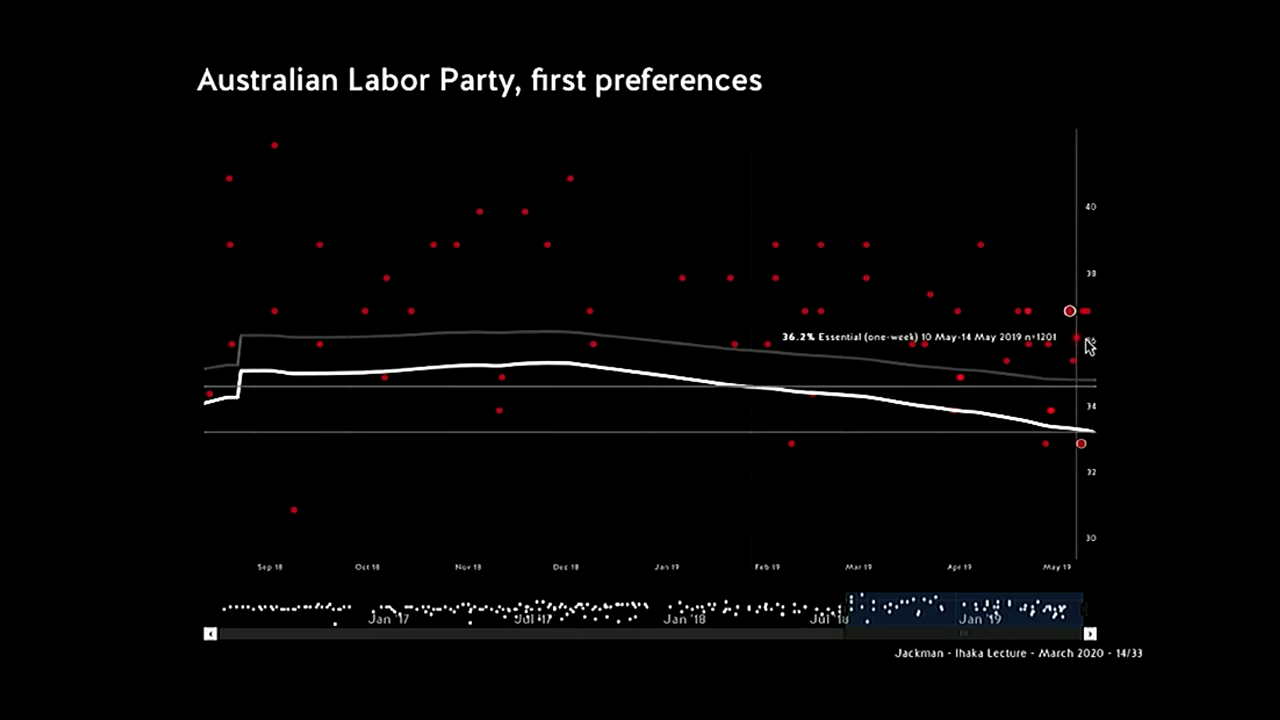 Australian Labor Party, first preferences
40
38
36.2% Essential (one-week) 10 May-14 May 2019 n=1201
34
32
30
Sep 18 Oct 18 Nov 18 Dec 18 Jan 19 Feb 19 Mar 19 Apr 19 May 19
Jan '17 Jul '17 Jan '18 Jul '18 Jan '19
Jackman - Ihaka Lecture - March 2020 - 14/33